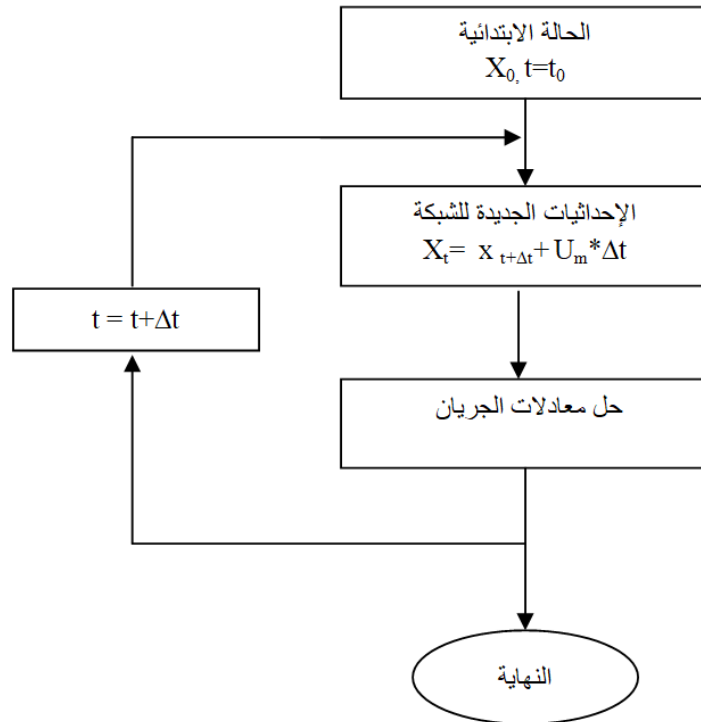 الحالة الابتدائية
X₀, t=t₀
الإحداثيات الجديدة للشبكة
Xₜ= x ₜ₊Δₜ+Uₘ*Δt
t = t+Δt
حل معادلات الجريان
النهاية